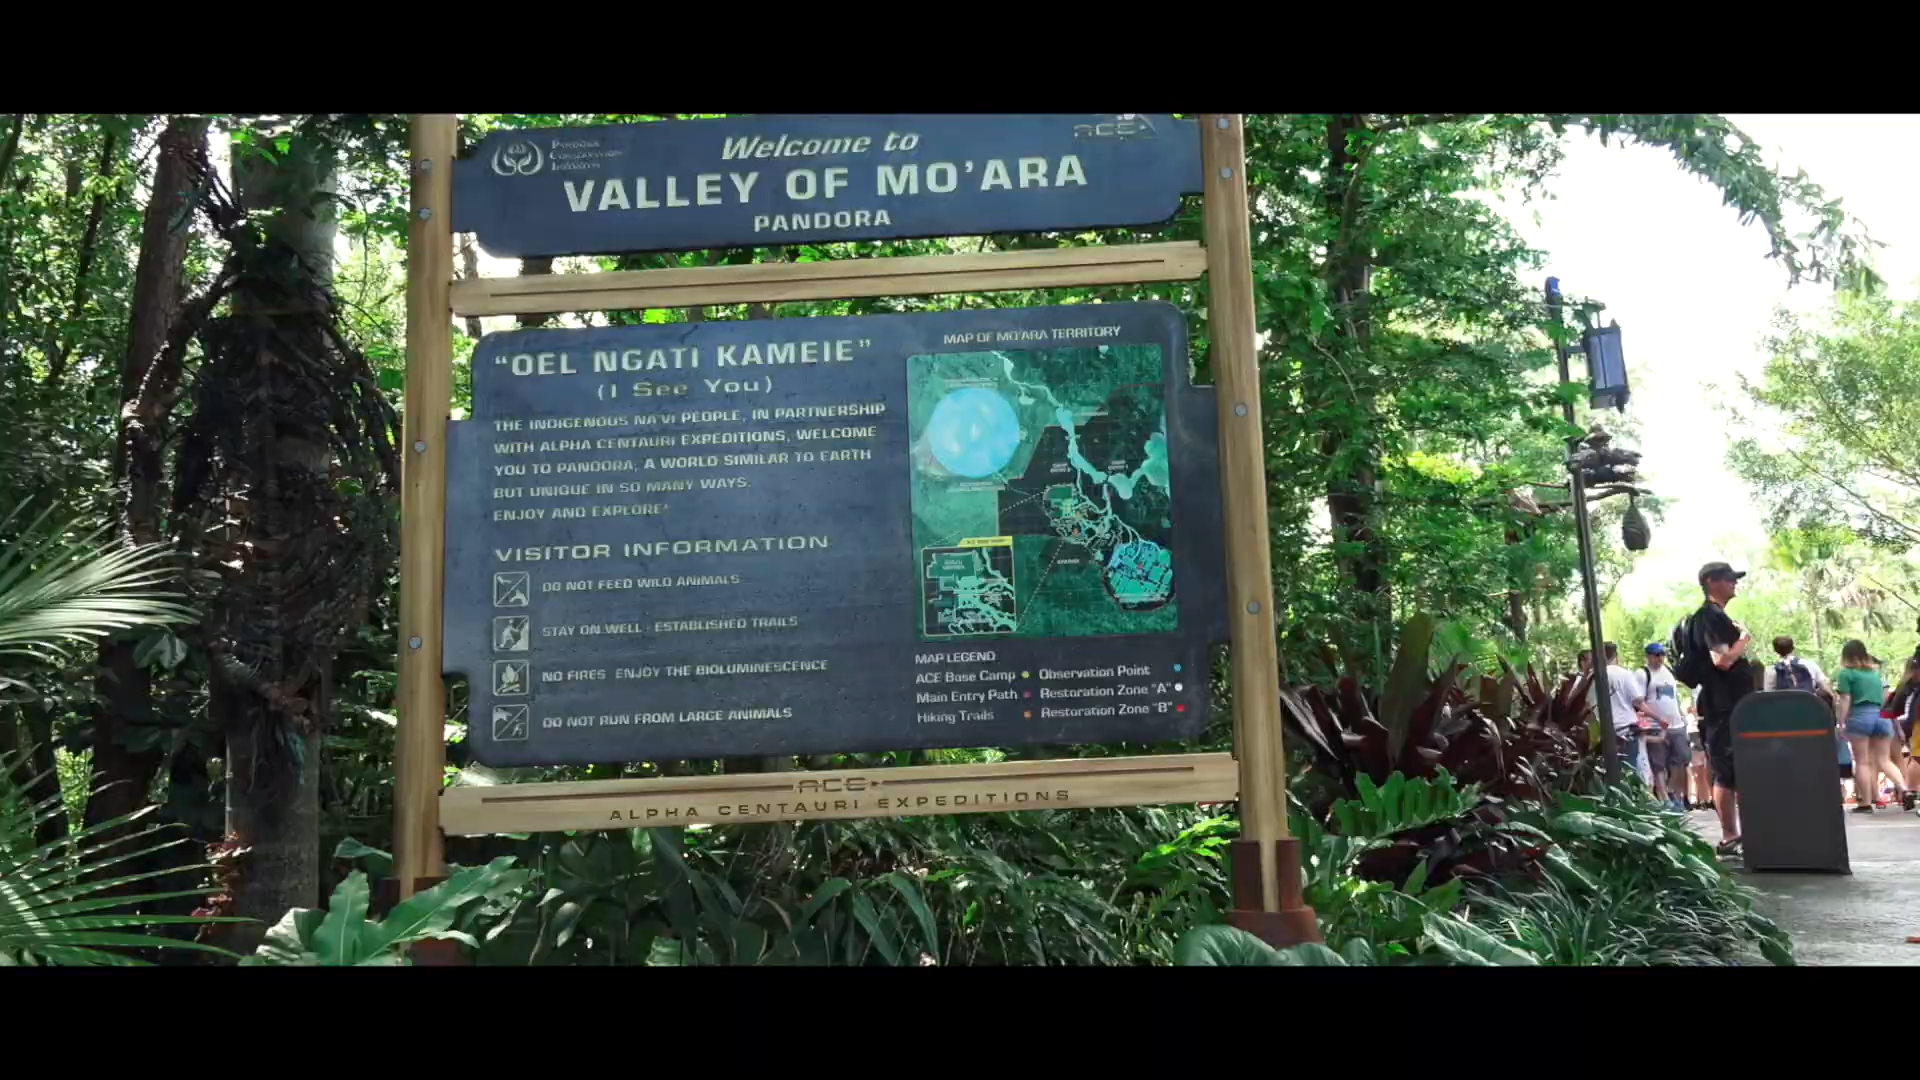 Welcome to
VALLEY OF MO'ARA
PANDORA
ACE
"OEL NGATI KAMEIE"
(I See You)
THE INDIGENOUS NA'VI PEOPLE, IN PARTNERSHIP
WITH ALPHA CENTAURI EXPEDITIONS, WELCOME
YOU TO PANDORA, A WORLD SIMILAR TO EARTH
BUT UNIQUE IN SO MANY WAYS.
ENJOY AND EXPLORE!
VISITOR INFORMATION
DO NOT FEED WILD ANIMALS
STAY ON WELL-ESTABLISHED TRAILS
NO FIRES ENJOY THE BIOLUMINESCENCE
DO NOT RUN FROM LARGE ANIMALS
MAP OF MO'ARA TERRITORY
MAP LEGEND
ACE Base Camp
Main Entry Path
Hiking Trails
Observation Point
Restoration Zone "A"
Restoration Zone "B"
ACE
ALPHA CENTAURI EXPEDITIONS